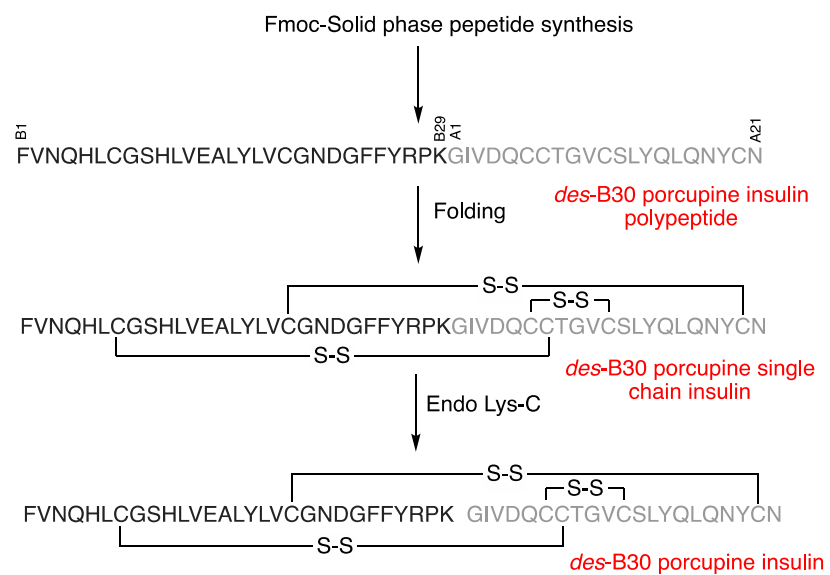 Fmoc-Solid phase pepetide synthesis
B1
B29
A1
A21
FVNQHLCGSHLVEALYLVCGNDGFFYRPKGIVDQCCTGVCSLYQLQNYCN
des-B30 porcupine insulin
polypeptide
Folding
S-S
S-S
FVNQHLCGSHLVEALYLVCGNDGFFYRPKGIVDQCCTGVCSLYQLQNYCN
S-S
des-B30 porcupine single
chain insulin
Endo Lys-C
S-S
S-S
FVNQHLCGSHLVEALYLVCGNDGFFYRPK GIVDQCCTGVCSLYQLQNYCN
S-S
des-B30 porcupine insulin